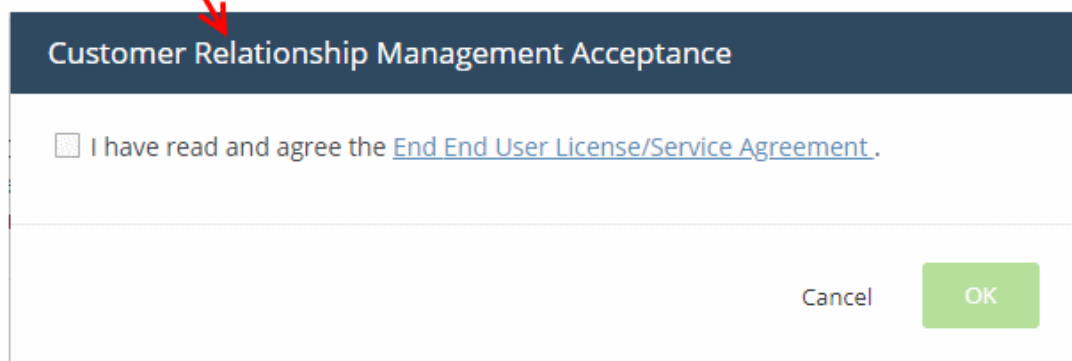 Customer Relationship Management Acceptance
I have read and agree the End End User License/Service Agreement .
Cancel
OK